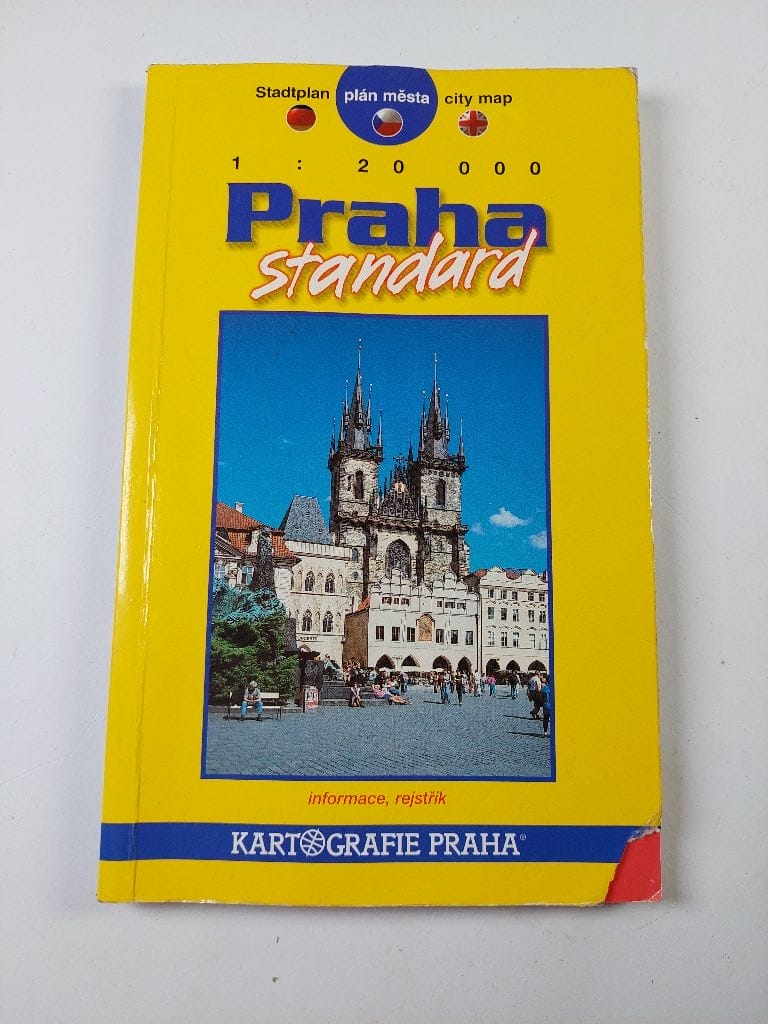 Stadtplan plán města city map
1 : 20 000
Praha
standard
informace, rejstřík
KARTOGRAFIE PRAHA®